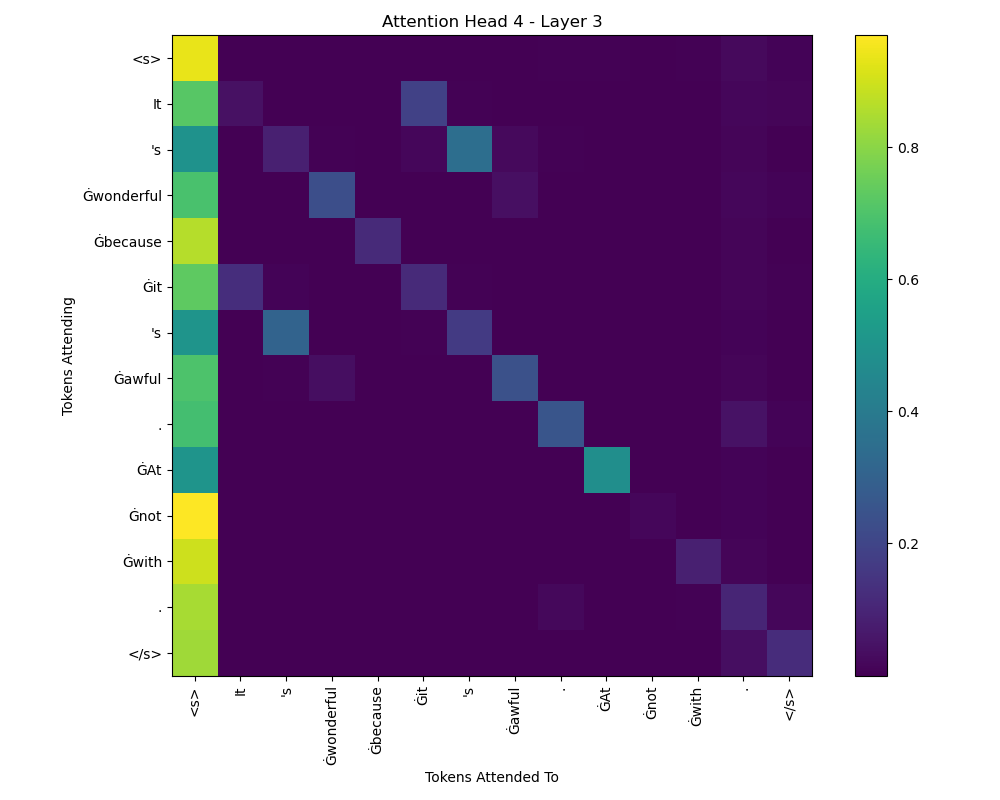 Attention Head 4 - Layer 3
<s>
It
's
Ġwonderful
Ġbecause
Ġit
's
Ġawful
.
ĠAt
Ġnot
Ġwith
.
</s>
Tokens Attending
<s>
It
's
Ġwonderful
Ġbecause
Ġit
's
Ġawful
.
ĠAt
Ġnot
Ġwith
.
</s>
Tokens Attended To
0.8
0.6
0.4
0.2